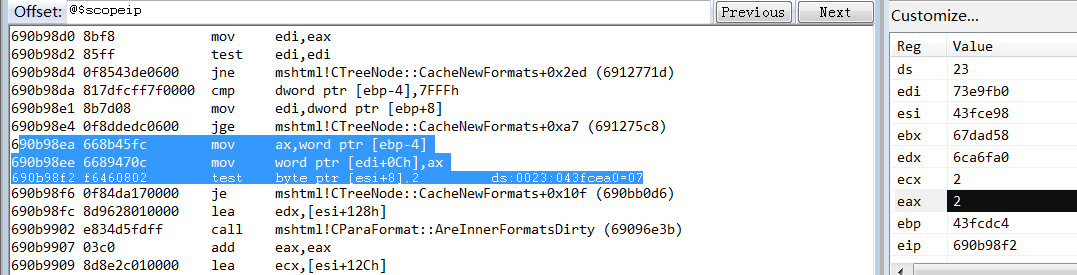 Offset: @$scopeip Previous Next
690b98d0 8bf8 mov edi,eax
690b98d2 85ff test edi,edi
690b98d4 0f8543de0600 jne mshtml!CTreeNode::CacheNewFormats+0x2ed (6912771d)
690b98da 817dfcff7f0000 cmp dword ptr [ebp-4],7FFFh
690b98e1 8b7d08 mov edi,dword ptr [ebp+8]
690b98e4 0f8ddedc0600 jge mshtml!CTreeNode::CacheNewFormats+0xa7 (691275c8)
690b98ea 668b45fc mov ax,word ptr [ebp-4]
690b98ee 6689470c mov word ptr [edi+0Ch],ax
690b98f2 f6460802 test byte ptr [esi+8],2 ds:0023:043fcea0=07
690b98f6 0f84da170000 je mshtml!CTreeNode::CacheNewFormats+0x10f (690bb0d6)
690b98fc 8d9628010000 lea edx,[esi+128h]
690b9902 e834d5fdff call mshtml!CParaFormat::AreInnerFormatsDirty (69096e3b)
690b9907 03c0 add eax,eax
690b9909 8d8e2c010000 lea ecx,[esi+12Ch]
Customize...
Reg Value
ds 23
edi 73e9fb0
esi 43fce98
ebx 67dad58
edx 6ca6fa0
ecx 2
eax 2
ebp 43fcdc4
eip 690b98f2